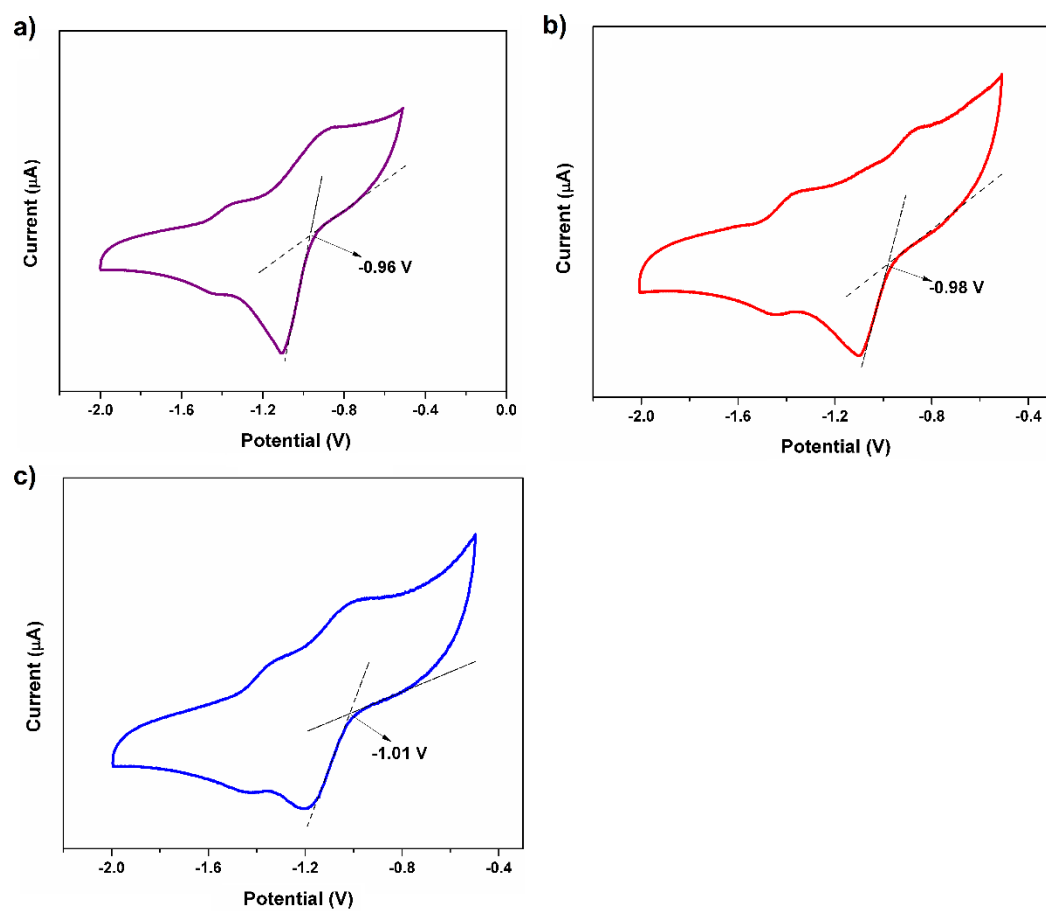 a)
Current (µA)
-0.96 V
-2.0 -1.6 -1.2 -0.8 -0.4 0.0
Potential (V)
b)
Current (µA)
-0.98 V
-2.0 -1.6 -1.2 -0.8 -0.4
Potential (V)
c)
Current (µA)
-1.01 V
-2.0 -1.6 -1.2 -0.8 -0.4
Potential (V)